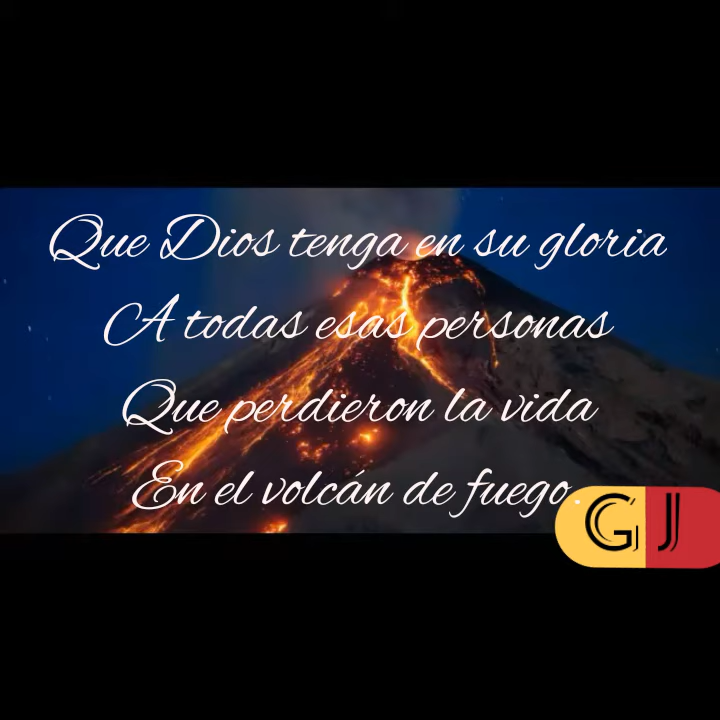 Que Dios tenga en su gloria
A todas esas personas
Que perdieron la vida
En el volcán de fuego.
GJ